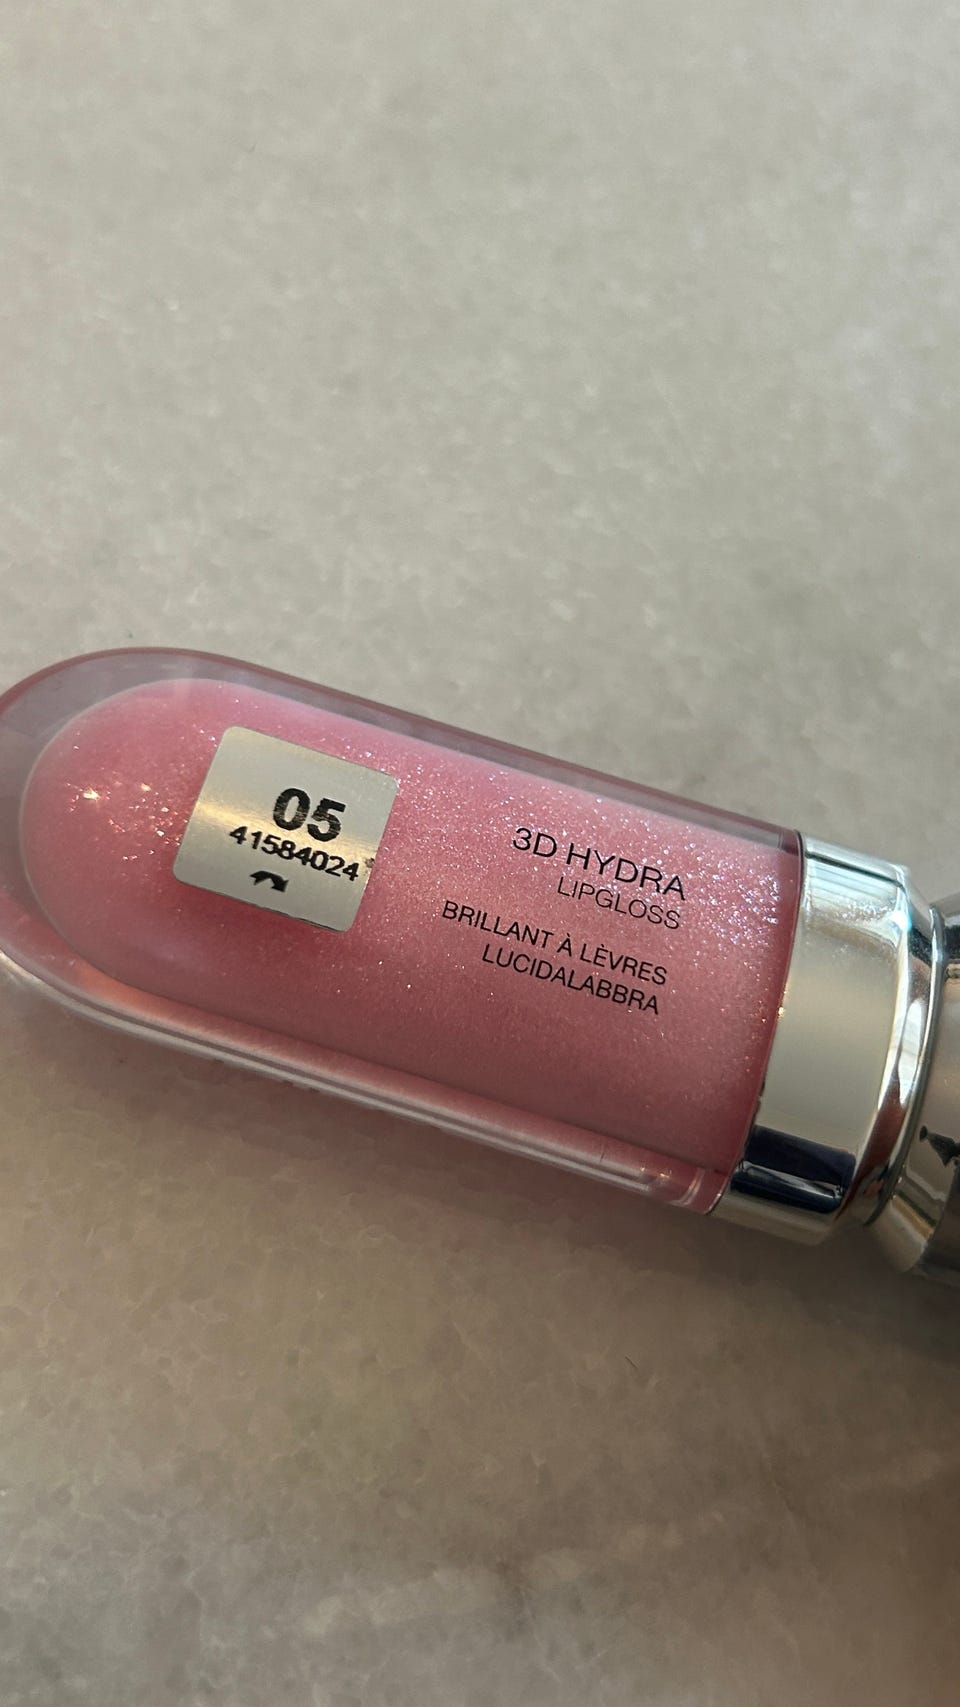 05
41584024
3D HYDRA
LIPGLOSS
BRILLANT À LÈVRES
LUCIDALABBRA